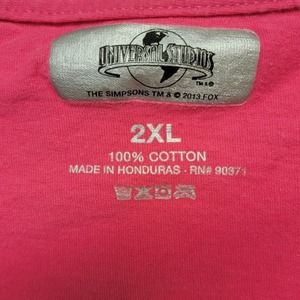 UNIVERSAL STUDIOS
TM & ©
THE SIMPSONS TM & © 2013 FOX
2XL
100% COTTON
MADE IN HONDURAS · RN# 90371